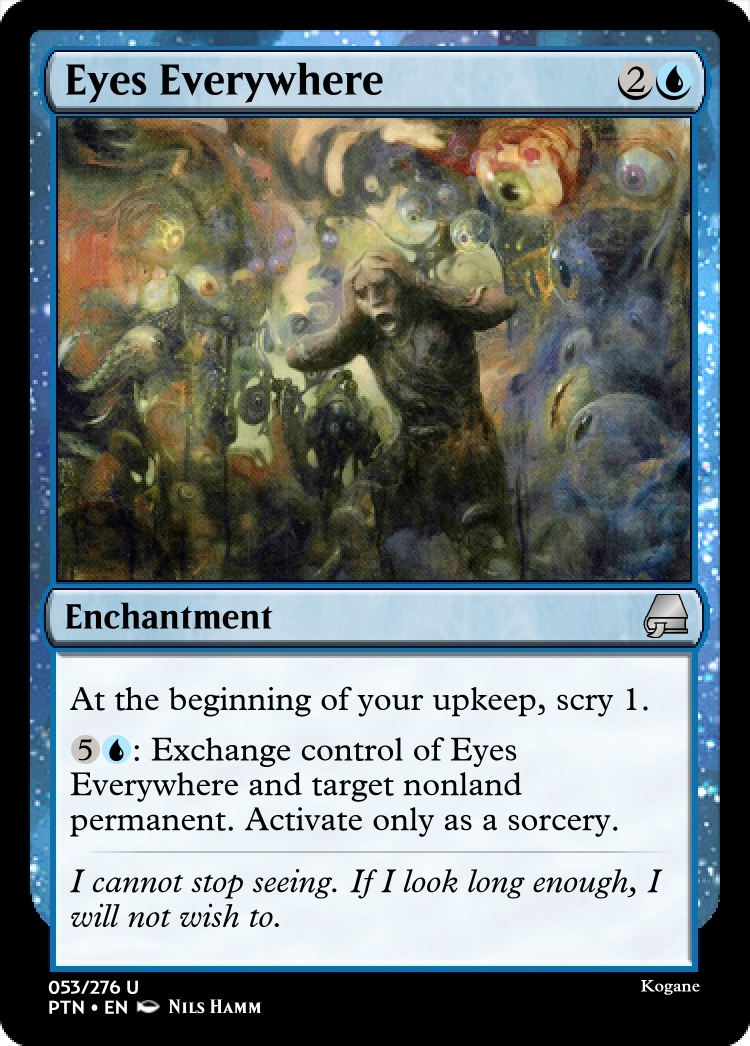 Eyes Everywhere 2
Enchantment
At the beginning of your upkeep, scry 1.
5: Exchange control of Eyes
Everywhere and target nonland
permanent. Activate only as a sorcery.
I cannot stop seeing. If I look long enough, I
will not wish to.
053/276 U
Kogane
PTN • EN Nils Hamm